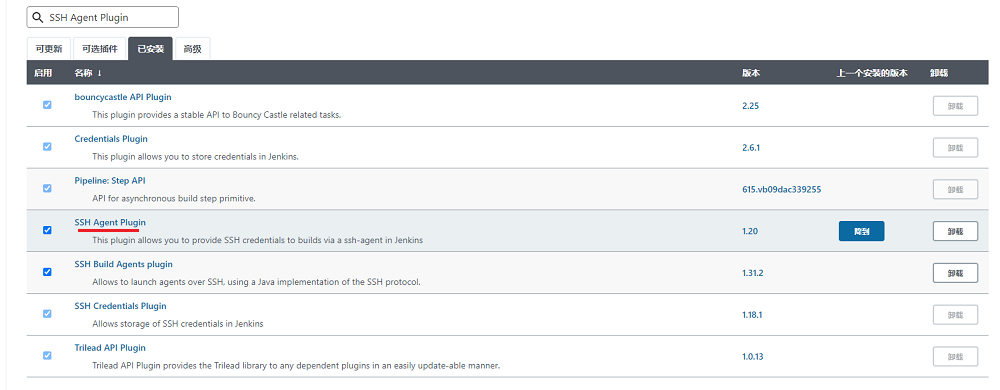 SSH Agent Plugin
可更新 可选插件 已安装 高级
启用 名称 ↓ 版本 上一个安装的版本 卸载
bouncycastle API Plugin
This plugin provides a stable API to Bouncy Castle related tasks.
2.25 卸载
Credentials Plugin
This plugin allows you to store credentials in Jenkins.
2.6.1 卸载
Pipeline: Step API
API for asynchronous build step primitive.
615.vb09dac339255 卸载
SSH Agent Plugin
This plugin allows you to provide SSH credentials to builds via a ssh-agent in Jenkins
1.20 降到 卸载
SSH Build Agents plugin
Allows to launch agents over SSH, using a Java implementation of the SSH protocol.
1.31.2 卸载
SSH Credentials Plugin
Allows storage of SSH credentials in Jenkins
1.18.1 卸载
Trilead API Plugin
Trilead API Plugin provides the Trilead library to any dependent plugins in an easily update-able manner.
1.0.13 卸载